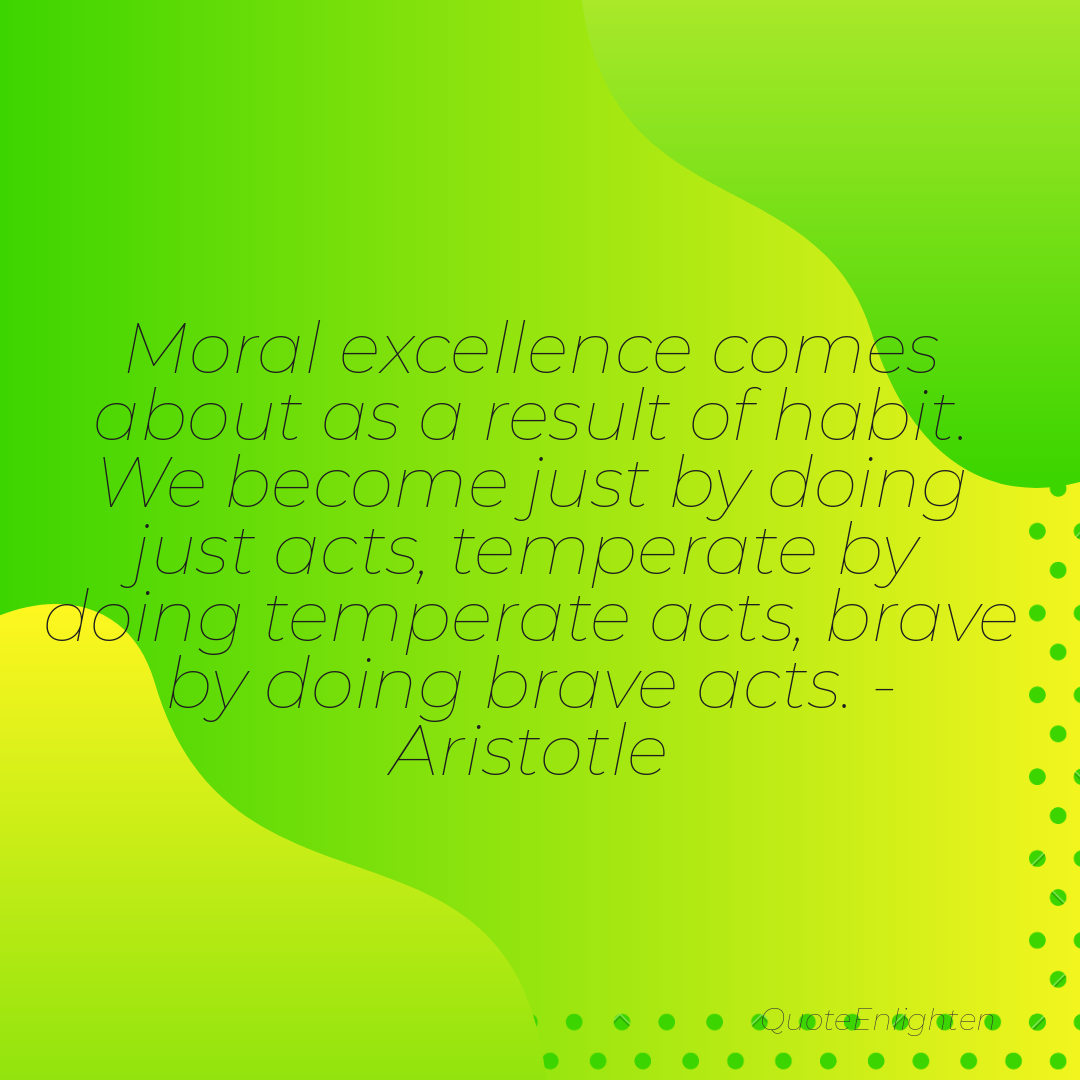 Moral excellence comes
about as a result of habit.
We become just by doing
just acts, temperate by
doing temperate acts, brave
by doing brave acts. -
Aristotle
QuoteEnlighten